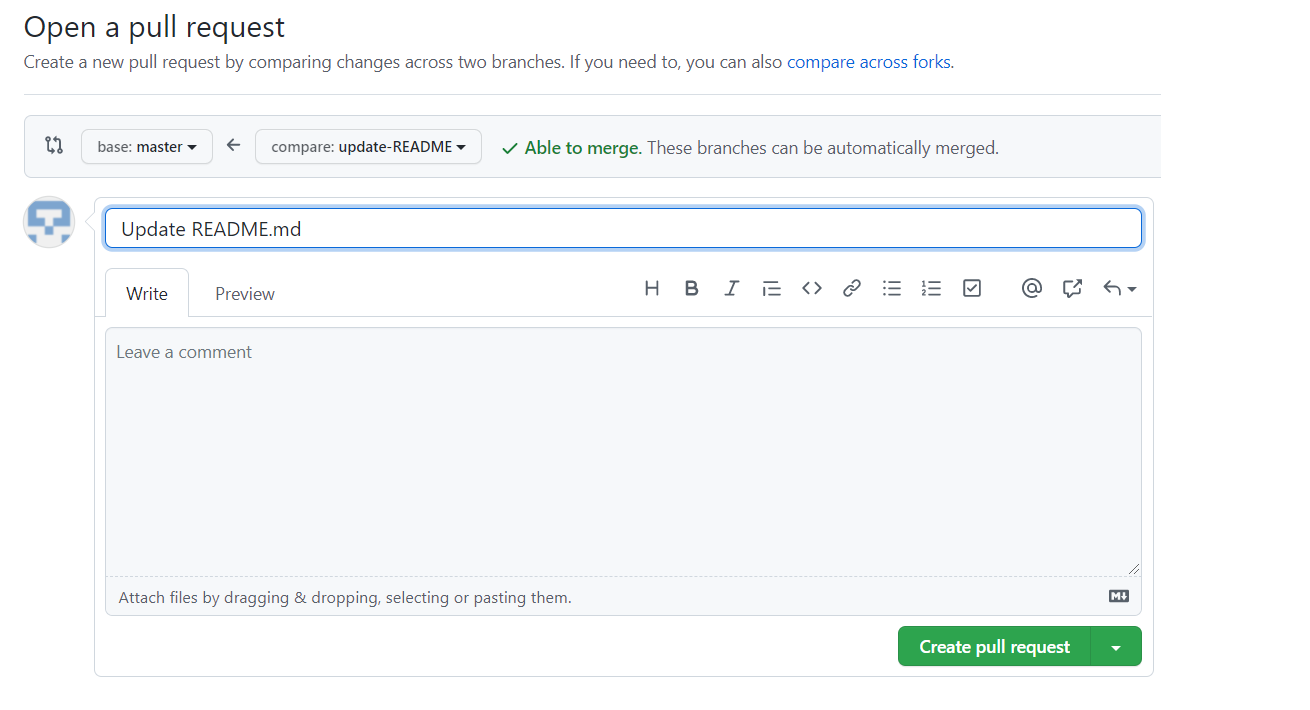 Open a pull request
Create a new pull request by comparing changes across two branches. If you need to, you can also compare across forks.
base: master
compare: update-README
Able to merge. These branches can be automatically merged.
Update README.md
Write
Preview
H B I
Leave a comment
Attach files by dragging & dropping, selecting or pasting them.
M
Create pull request